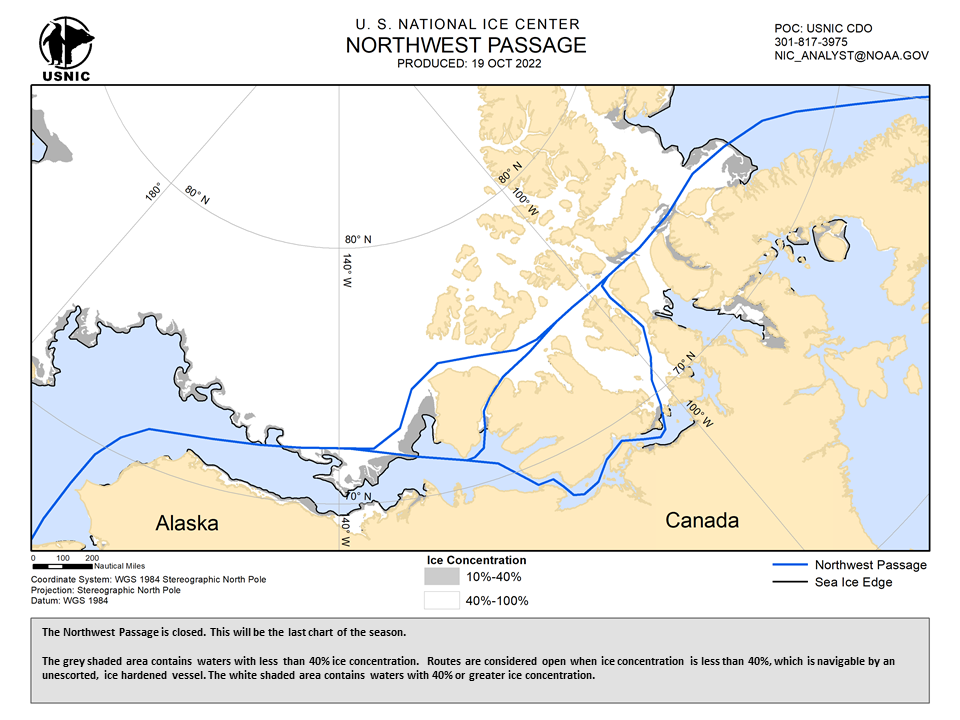 USNIC
U. S. NATIONAL ICE CENTER
NORTHWEST PASSAGE
PRODUCED: 19 OCT 2022
POC: USNIC CDO
301-817-3975
NIC_ANALYST@NOAA.GOV
180°
80° N
80° N
140° W
80° N
100° W
70° N
100° W
70° N
40° W
Alaska
Canada
0 100 200
Nautical Miles
Coordinate System: WGS 1984 Stereographic North Pole
Projection: Stereographic North Pole
Datum: WGS 1984
Ice Concentration
10%-40%
40%-100%
Northwest Passage
Sea Ice Edge
The Northwest Passage is closed. This will be the last chart of the season.
The grey shaded area contains waters with less than 40% ice concentration. Routes are considered open when ice concentration is less than 40%, which is navigable by an
unescorted, ice hardened vessel. The white shaded area contains waters with 40% or greater ice concentration.